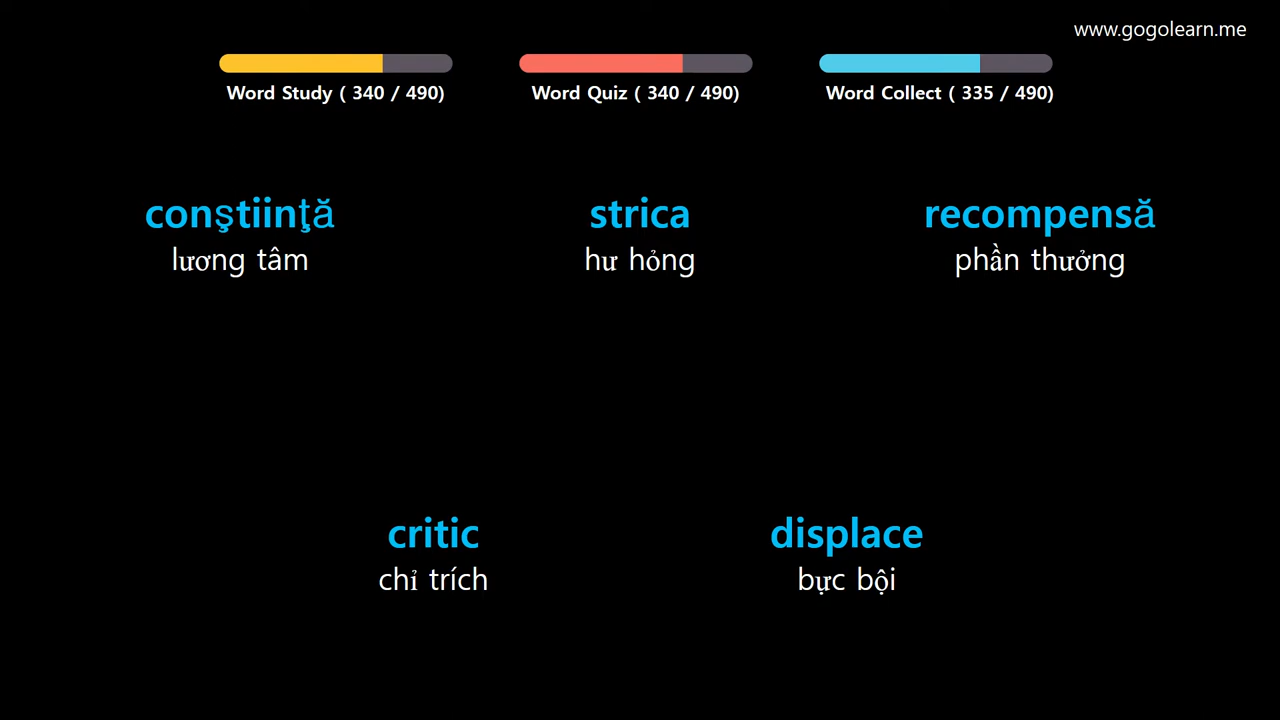 www.gogolearn.me
Word Study ( 340 / 490)
Word Quiz ( 340 / 490)
Word Collect ( 335 / 490)
conştiinţă
lương tâm
strica
hư hỏng
recompensă
phần thưởng
critic
chỉ trích
displace
bực bội